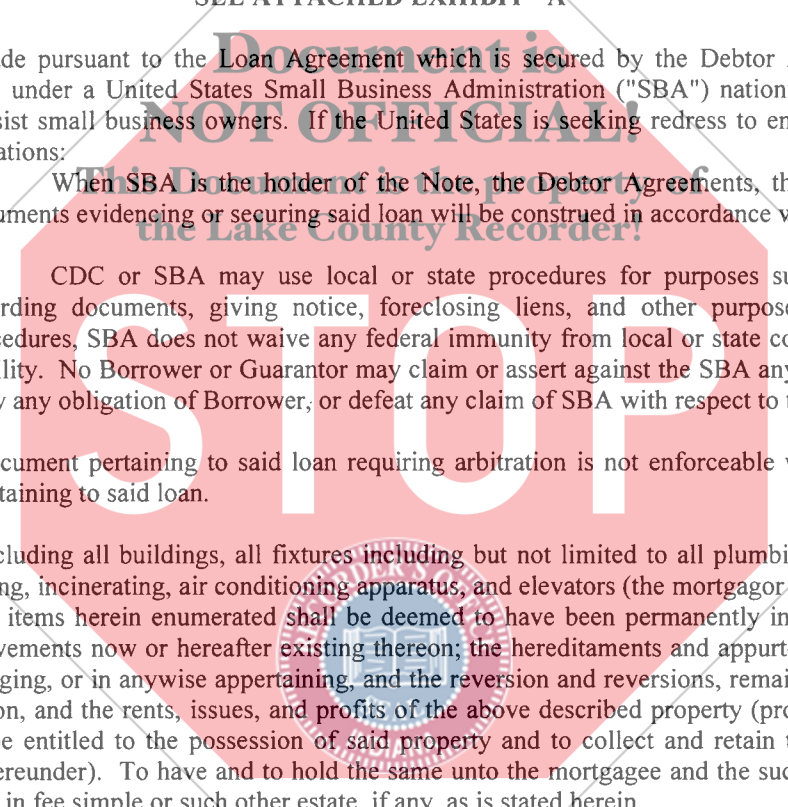 SEE ATTACHED EXHIBIT "A"
Document is
de pursuant to the Loan Agreement which is secured by the Debtor
under a United States Small Business Administration ("SBA") nation
NOT OFFICIAL!
sist small business owners. If the United States is seeking redress to en
ations:
This Document is the property of
When SBA is the holder of the Note, the Debtor Agreements, th
uments evidencing or securing said loan will be construed in accordance
the Lake County Recorder!
CDC or SBA may use local or state procedures for purposes su
rding documents, giving notice, foreclosing liens, and other purpose
edures, SBA does not waive any federal immunity from local or state co
ility. No Borrower or Guarantor may claim or assert against the SBA any
y any obligation of Borrower, or defeat any claim of SBA with respect to
STOP
cument pertaining to said loan requiring arbitration is not enforceable
taining to said loan.
cluding all buildings, all fixtures including but not limited to all plumbi
ng, incinerating, air conditioning apparatus, and elevators (the mortgagor
items herein enumerated shall be deemed to have been permanently in
vements now or hereafter existing thereon; the hereditaments and appurt
ging, or in anywise appertaining, and the reversion and reversions, remai
on, and the rents, issues, and profits of the above described property (pro
be entitled to the possession of said property and to collect and retain
ereunder). To have and to hold the same unto the mortgagee and the suc
in fee simple or such other estate, if any, as is stated herein